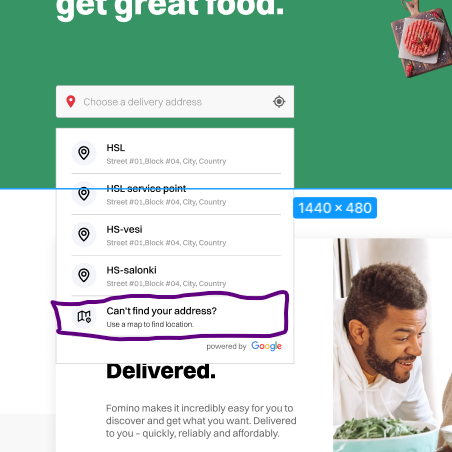 get great food.
Choose a delivery address
HSL
Street #01,Block #04, City, Country
HSL service point
Street #01,Block #04, City, Country
1440 × 480
HS-vesi
Street #01,Block #04, City, Country
HS-salonki
Street #01,Block #04, City, Country
Can't find your address?
Use a map to find location.
powered by Google
Delivered.
Fomino makes it incredibly easy for you to
discover and get what you want. Delivered
to you – quickly, reliably and affordably.